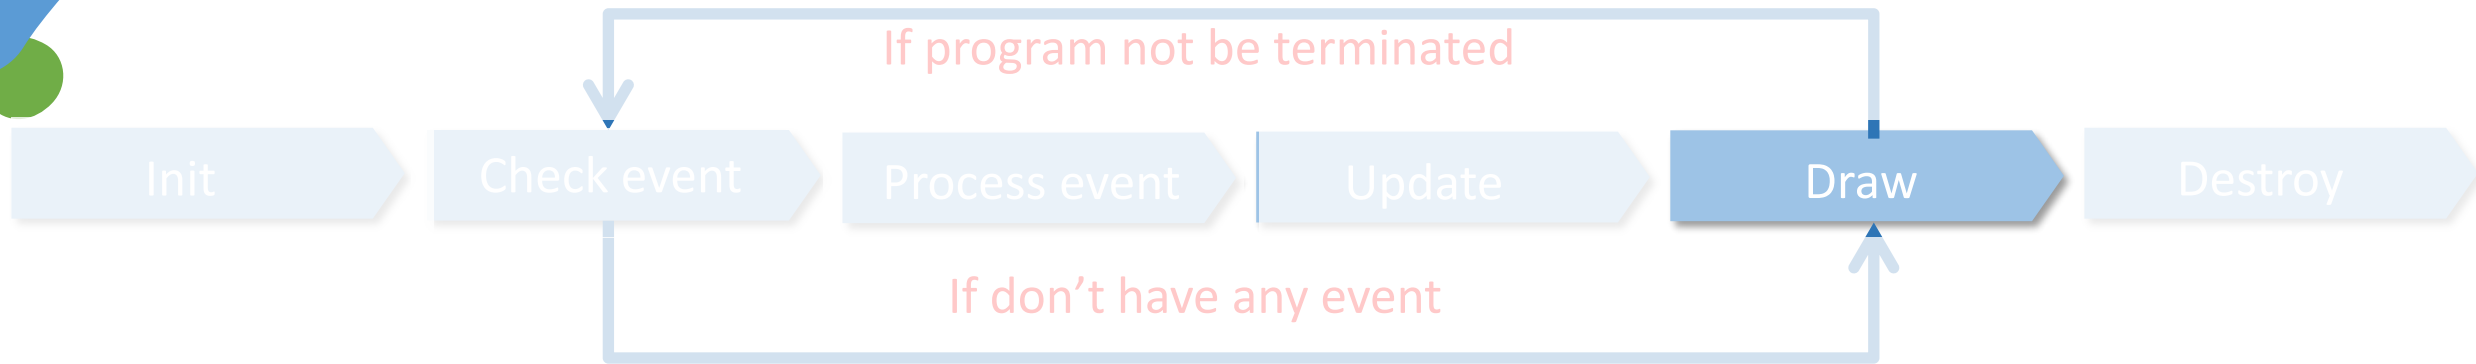 If program not be terminated
Init
Check event
Process event
Update
Draw
Destroy
If don’t have any event